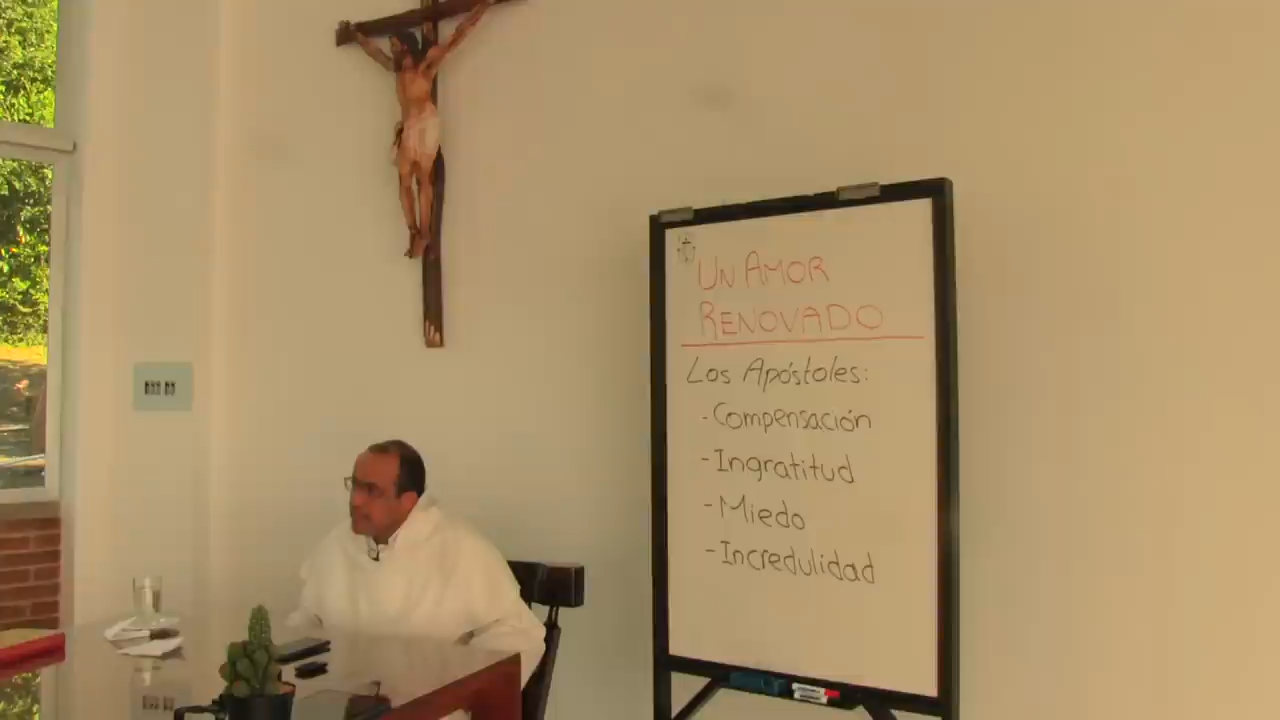 UN AMOR
RENOVADO
Los Apóstoles:
-Compensación
-Ingratitud
-Miedo
-Incredulidad